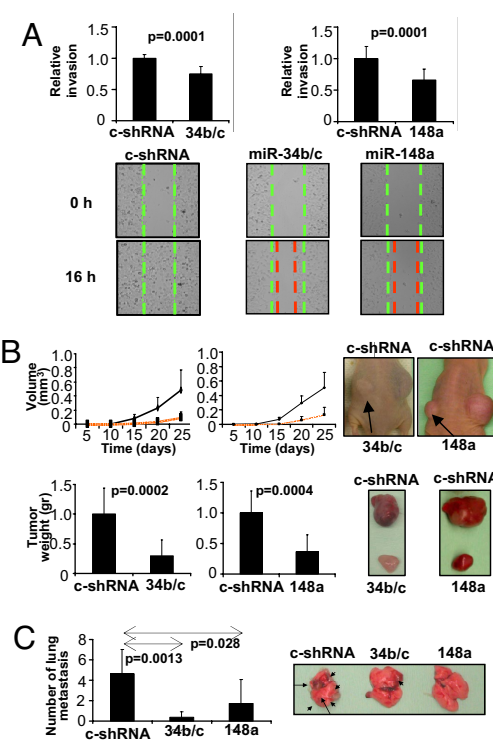 A
p=0.0001
1.5
1.0
0.5
0
Relative
invasion
c-shRNA 34b/c
p=0.0001
1.5
1.0
0.5
0
Relative
invasion
c-shRNA 148a
c-shRNA miR-34b/c miR-148a
0 h
16 h
B
Volume
(mm3)
1.0
0.8
0.6
0.4
0.2
0
5 10 15 20 25
Time (days)
1.0
0.8
0.6
0.4
0.2
0
5 10 15 20 25
Time (days)
c-shRNA c-shRNA
34b/c 148a
Tumor
weight (gr)
1.5
1.0
0.5
0
p=0.0002
c-shRNA 34b/c
1.5
1.0
0.5
0
p=0.0004
c-shRNA 148a
c-shRNA c-shRNA
34b/c 148a
C
Number of lung
metastasis
8
6
4
2
0
p=0.028
p=0.0013
c-shRNA 34b/c 148a
c-shRNA 34b/c 148a